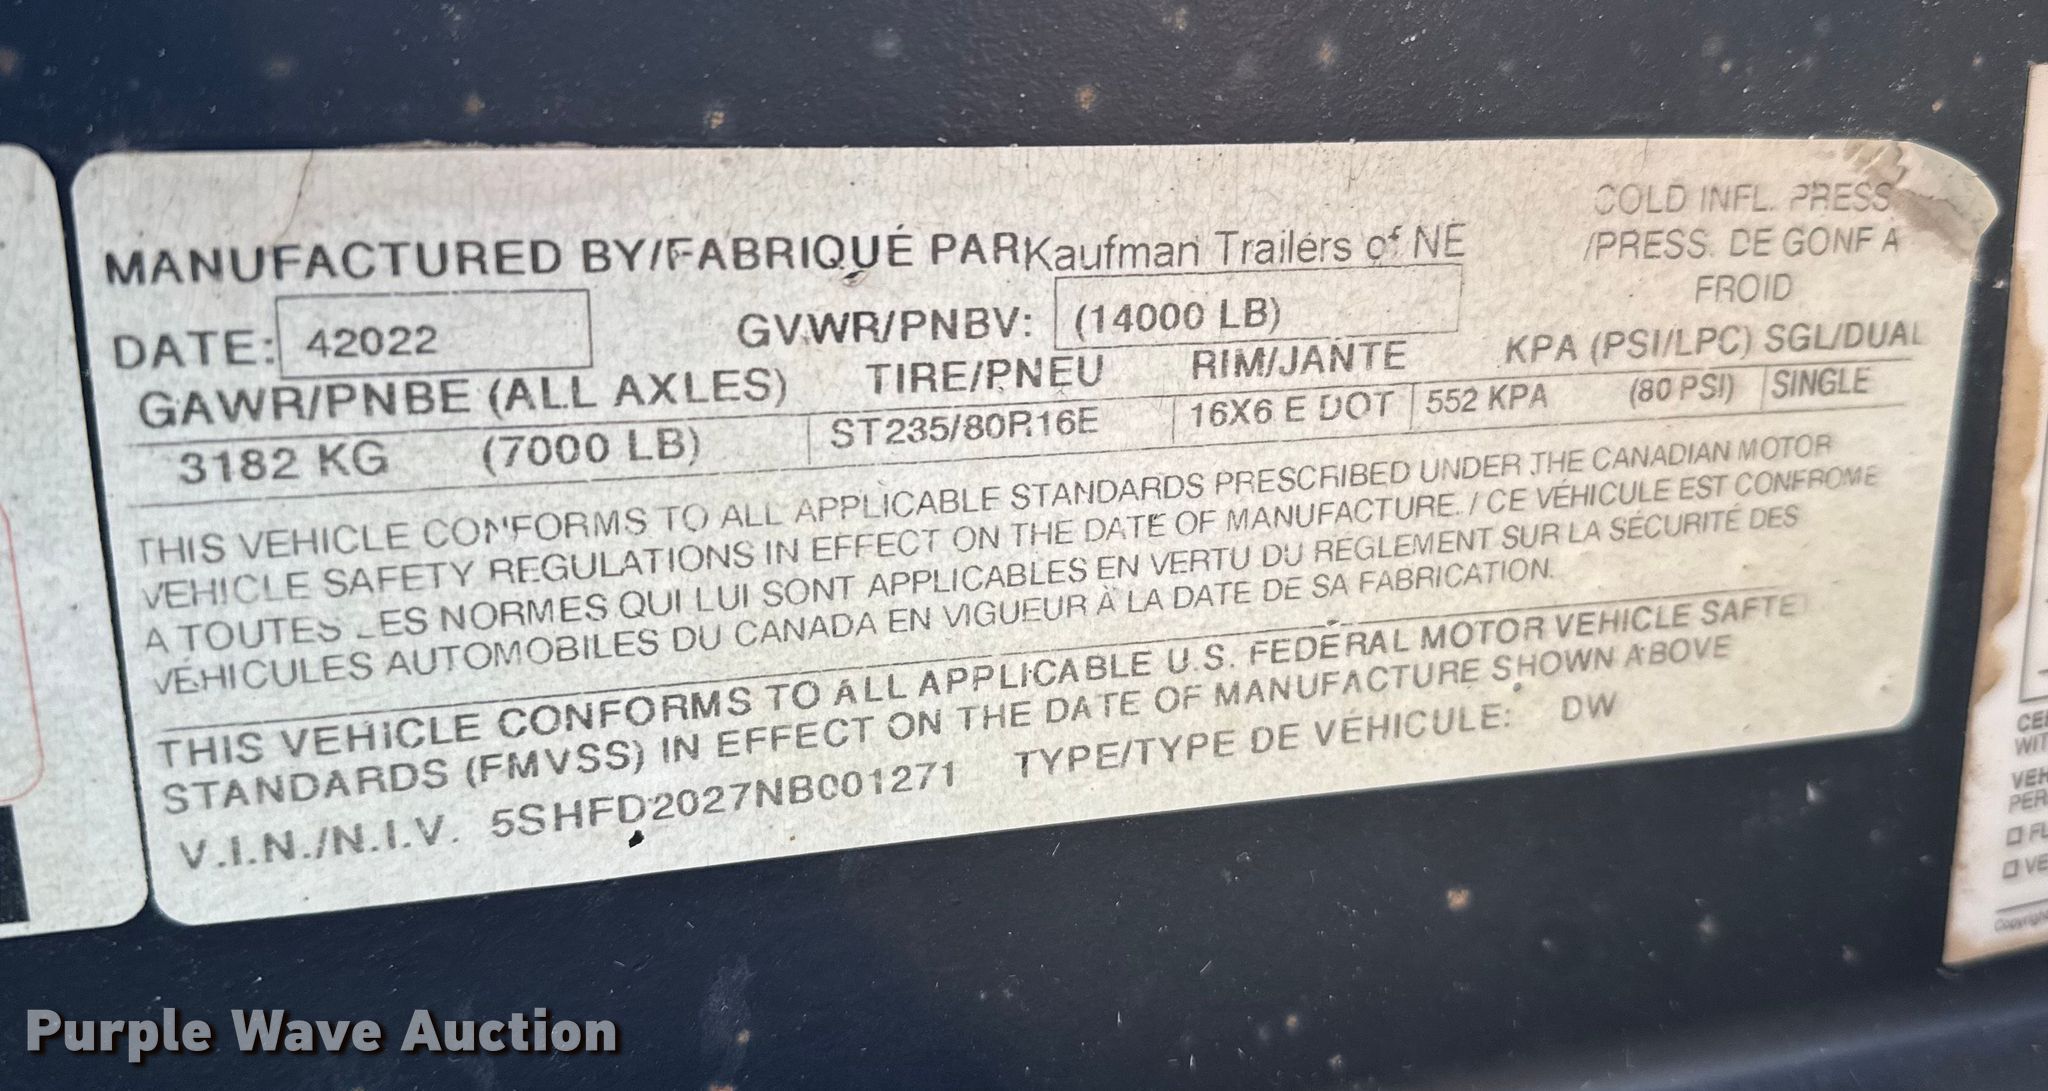 COLD INFL. PRESS
/PRESS. DE GONF A
FROID
MANUFACTURED BY/FABRIQUÉ PAR Kaufman Trailers of NE
DATE: 42022 GVWR/PNBV: (14000 LB)
GAWR/PNBE (ALL AXLES) TIRE/PNEU RIM/JANTE KPA (PSI/LPC) SGL/DUAL
3182 KG (7000 LB) ST235/80R16E 16X6 E DOT 552 KPA (80 PSI) SINGLE
THIS VEHICLE CONFORMS TO ALL APPLICABLE STANDARDS PRESCRIBED UNDER THE CANADIAN MOTOR
VEHICLE SAFETY REGULATIONS IN EFFECT ON THE DATE OF MANUFACTURE. / CE VÉHICULE EST CONFROME
A TOUTES LES NORMES QUI LUI SONT APPLICABLES EN VERTU DU RÉGLEMENT SUR LA SÉCURITÉ DES
VÉHICULES AUTOMOBILES DU CANADA EN VIGUEUR À LA DATE DE SA FABRICATION.
THIS VEHICLE CONFORMS TO ALL APPLICABLE U.S. FEDERAL MOTOR VEHICLE SAFTE
STANDARDS (FMVSS) IN EFFECT ON THE DATE OF MANUFACTURE SHOWN ABOVE
V.I.N./N.I.V. 5SHFD2027NB001271 TYPE/TYPE DE VÉHICULE: DW
WIT
VEH
PER
Purple Wave Auction